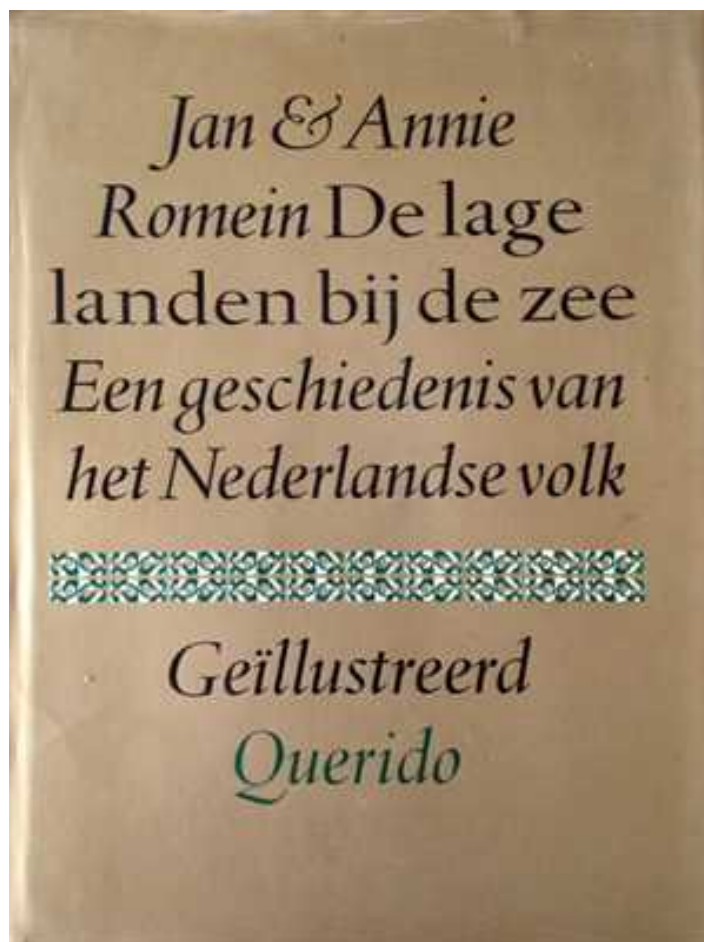 Jan & Annie
Romein De lage
landen bij de zee
Een geschiedenis van
het Nederlandse volk
Geïllustreerd
Querido